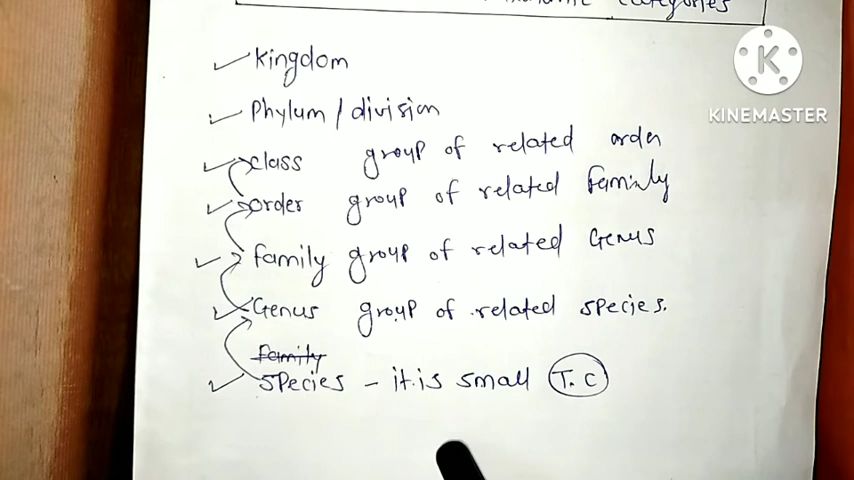 categories
Kingdom
K
KINEMASTER
Phylum / division
class group of related order
order group of related Family
Family group of related Genus
Genus group of related species.
Family
species - it is small T.C